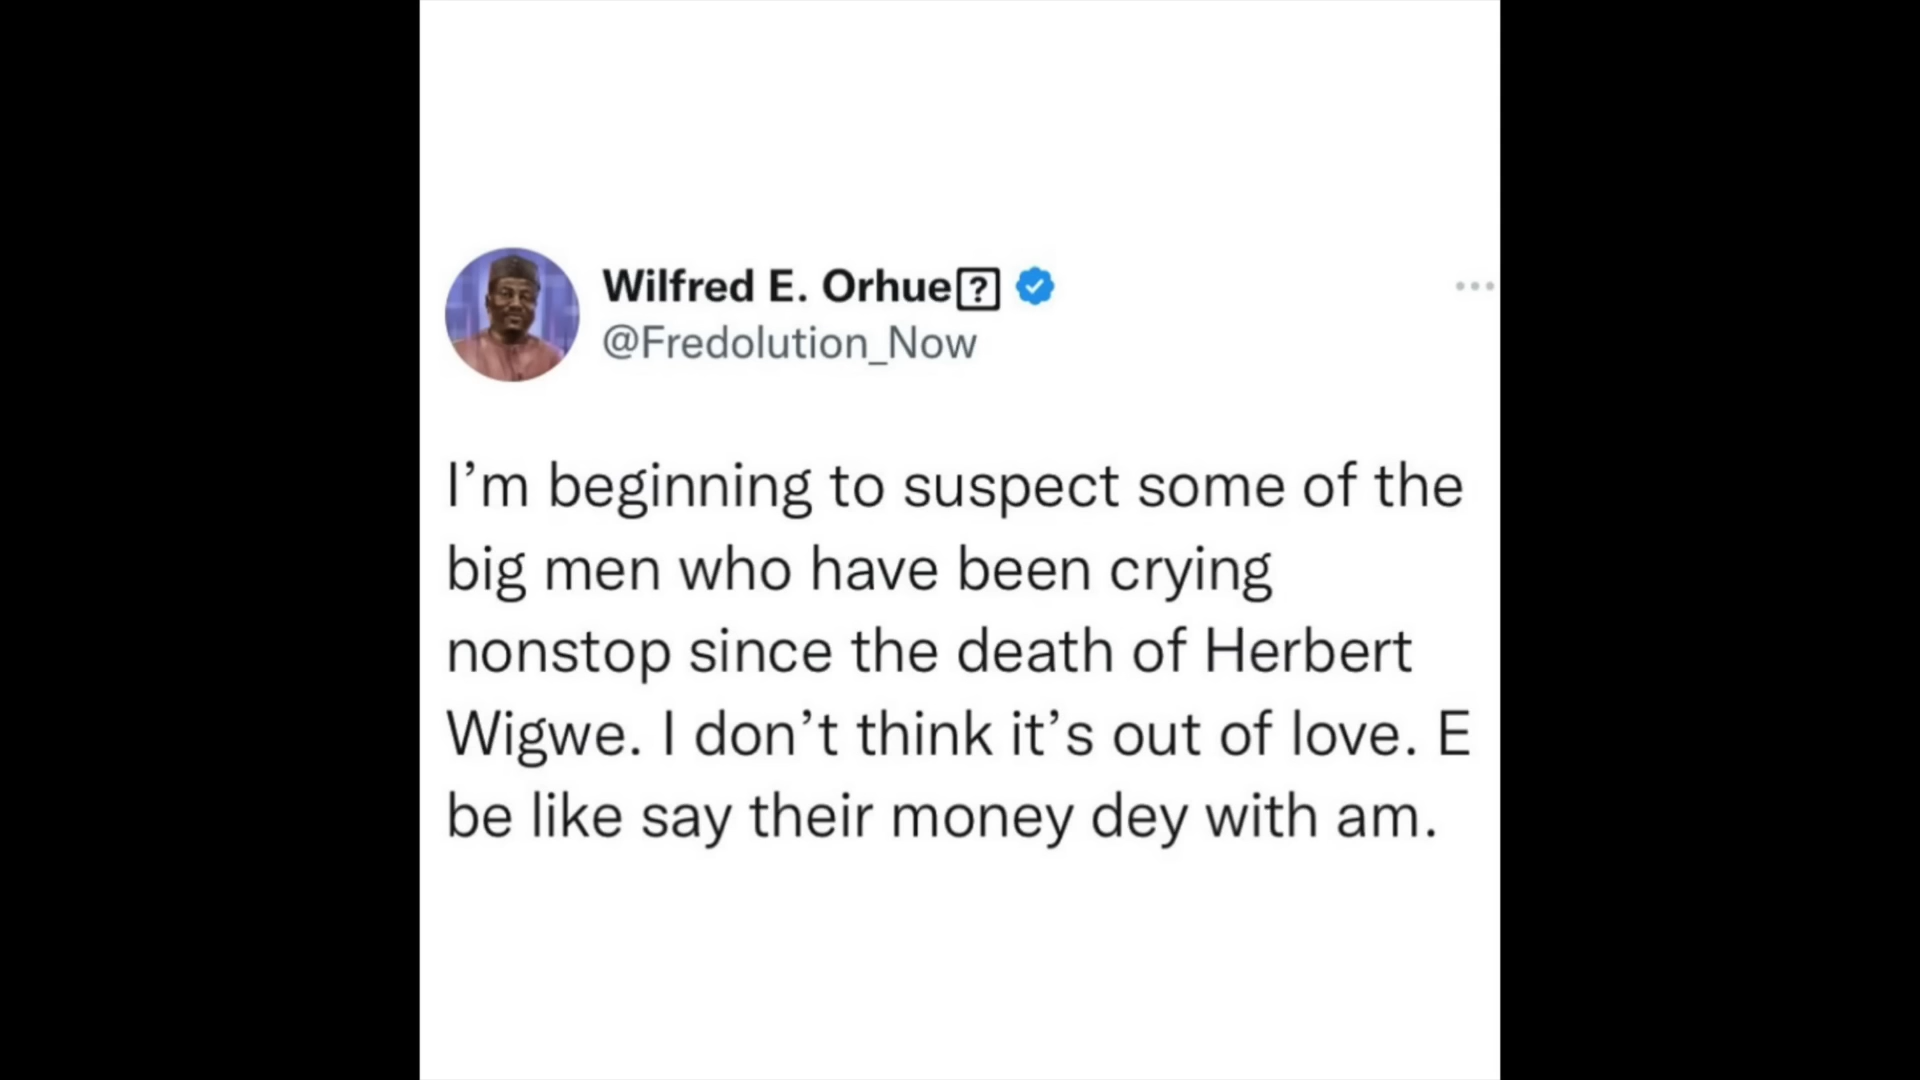 Wilfred E. Orhue
@Fredolution_Now
I’m beginning to suspect some of the
big men who have been crying
nonstop since the death of Herbert
Wigwe. I don’t think it’s out of love. E
be like say their money dey with am.